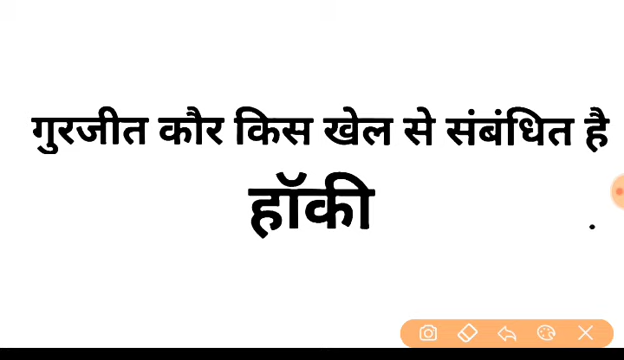 गुरजीत कौर किस खेल से संबंधित है
हॉकी
.